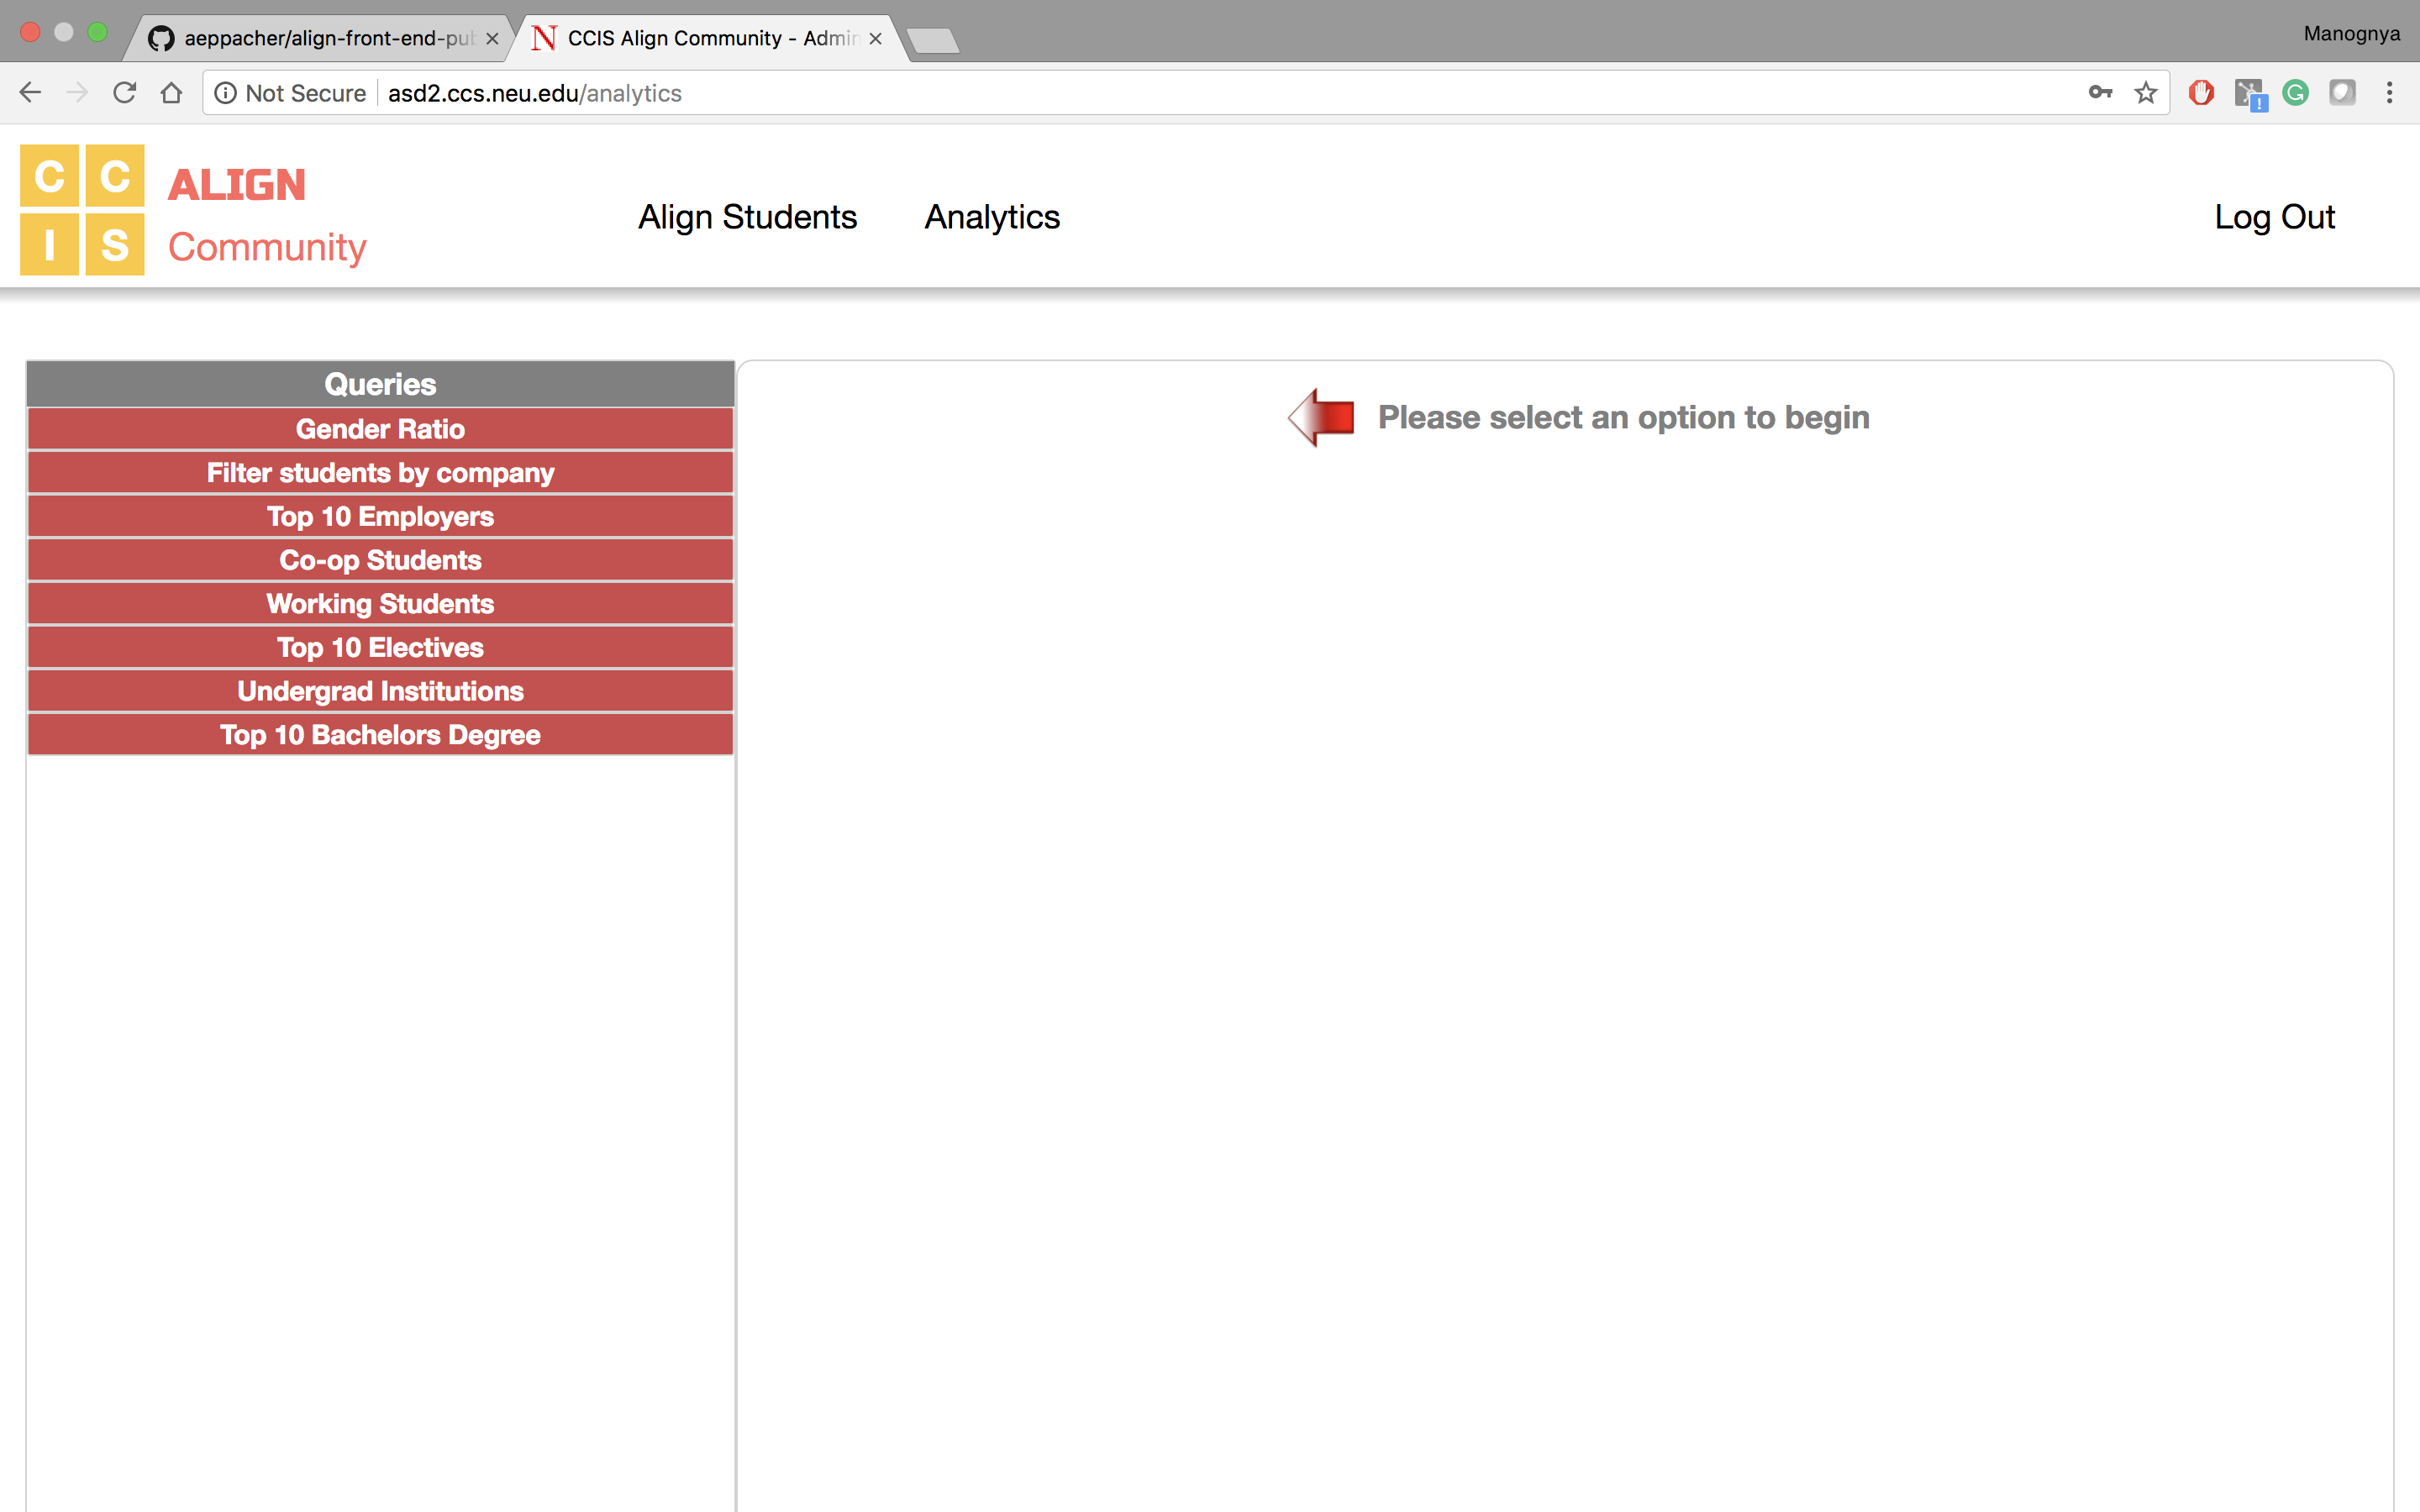 aeppacher/align-front-end-pub
CCIS Align Community - Admin
Manognya
Not Secure asd2.ccs.neu.edu/analytics
C C
I S
ALIGN
Community
Align Students
Analytics
Log Out
Queries
Gender Ratio
Filter students by company
Top 10 Employers
Co-op Students
Working Students
Top 10 Electives
Undergrad Institutions
Top 10 Bachelors Degree
Please select an option to begin